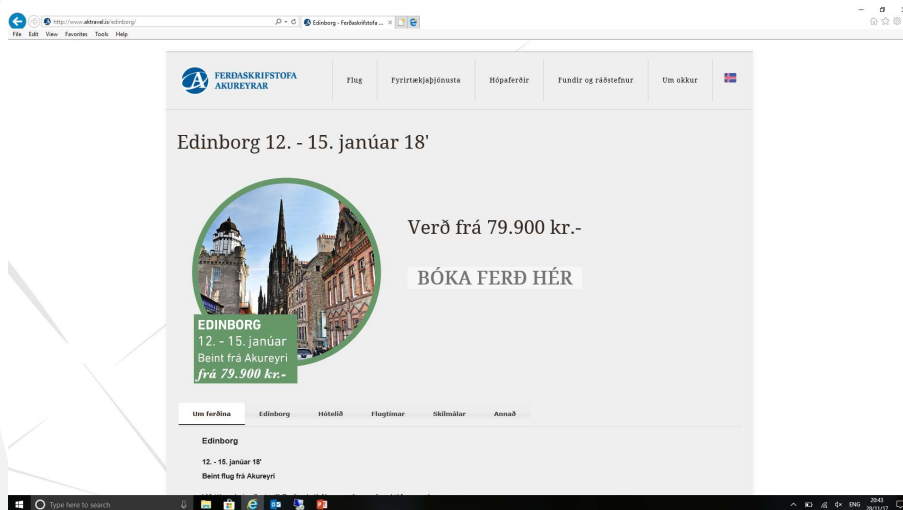 http://www.aktravel.is/edinborg/
Edinborg - Ferðaskrifstofa ...
File Edit View Favorites Tools Help
FERÐASKRIFSTOFA
AKUREYRAR
Flug
Fyrirtækjaþjónusta
Hópaferðir
Fundir og ráðstefnur
Um okkur
Edinborg 12. - 15. janúar 18'
Verð frá 79.900 kr.-
BÓKA FERÐ HÉR
EDINBORG
12. - 15. janúar
Beint frá Akureyri
frá 79.900 kr.-
Um ferðina
Edinborg
Hótelið
Flugtímar
Skilmálar
Annað
Edinborg
12. - 15. janúar 18'
Beint flug frá Akureyri
Type here to search
ENG
20:43
28/11/17